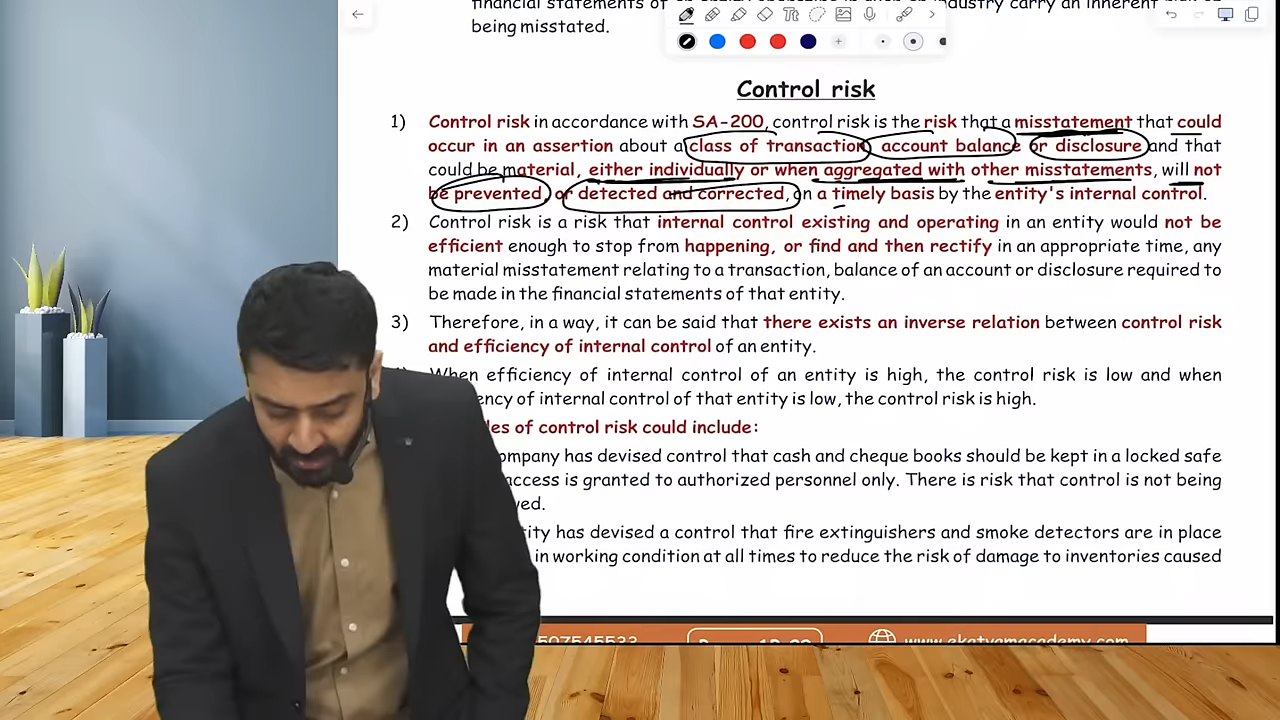 being misstated.
Control risk
1) Control risk in accordance with SA-200, control risk is the risk that a misstatement that could
occur in an assertion about a class of transaction account balance or disclosure and that
could be material, either individually or when aggregated with other misstatements, will not
be prevented, or detected and corrected, on a timely basis by the entity's internal control.
2) Control risk is a risk that internal control existing and operating in an entity would not be
efficient enough to stop from happening, or find and then rectify in an appropriate time, any
material misstatement relating to a transaction, balance of an account or disclosure required to
be made in the financial statements of that entity.
3) Therefore, in a way, it can be said that there exists an inverse relation between control risk
and efficiency of internal control of an entity.
When efficiency of internal control of an entity is high, the control risk is low and when
of internal control of that entity is low, the control risk is high.
of control risk could include:
has devised control that cash and cheque books should be kept in a locked safe
access is granted to authorized personnel only. There is risk that control is not being
has devised a control that fire extinguishers and smoke detectors are in place
in working condition at all times to reduce the risk of damage to inventories caused